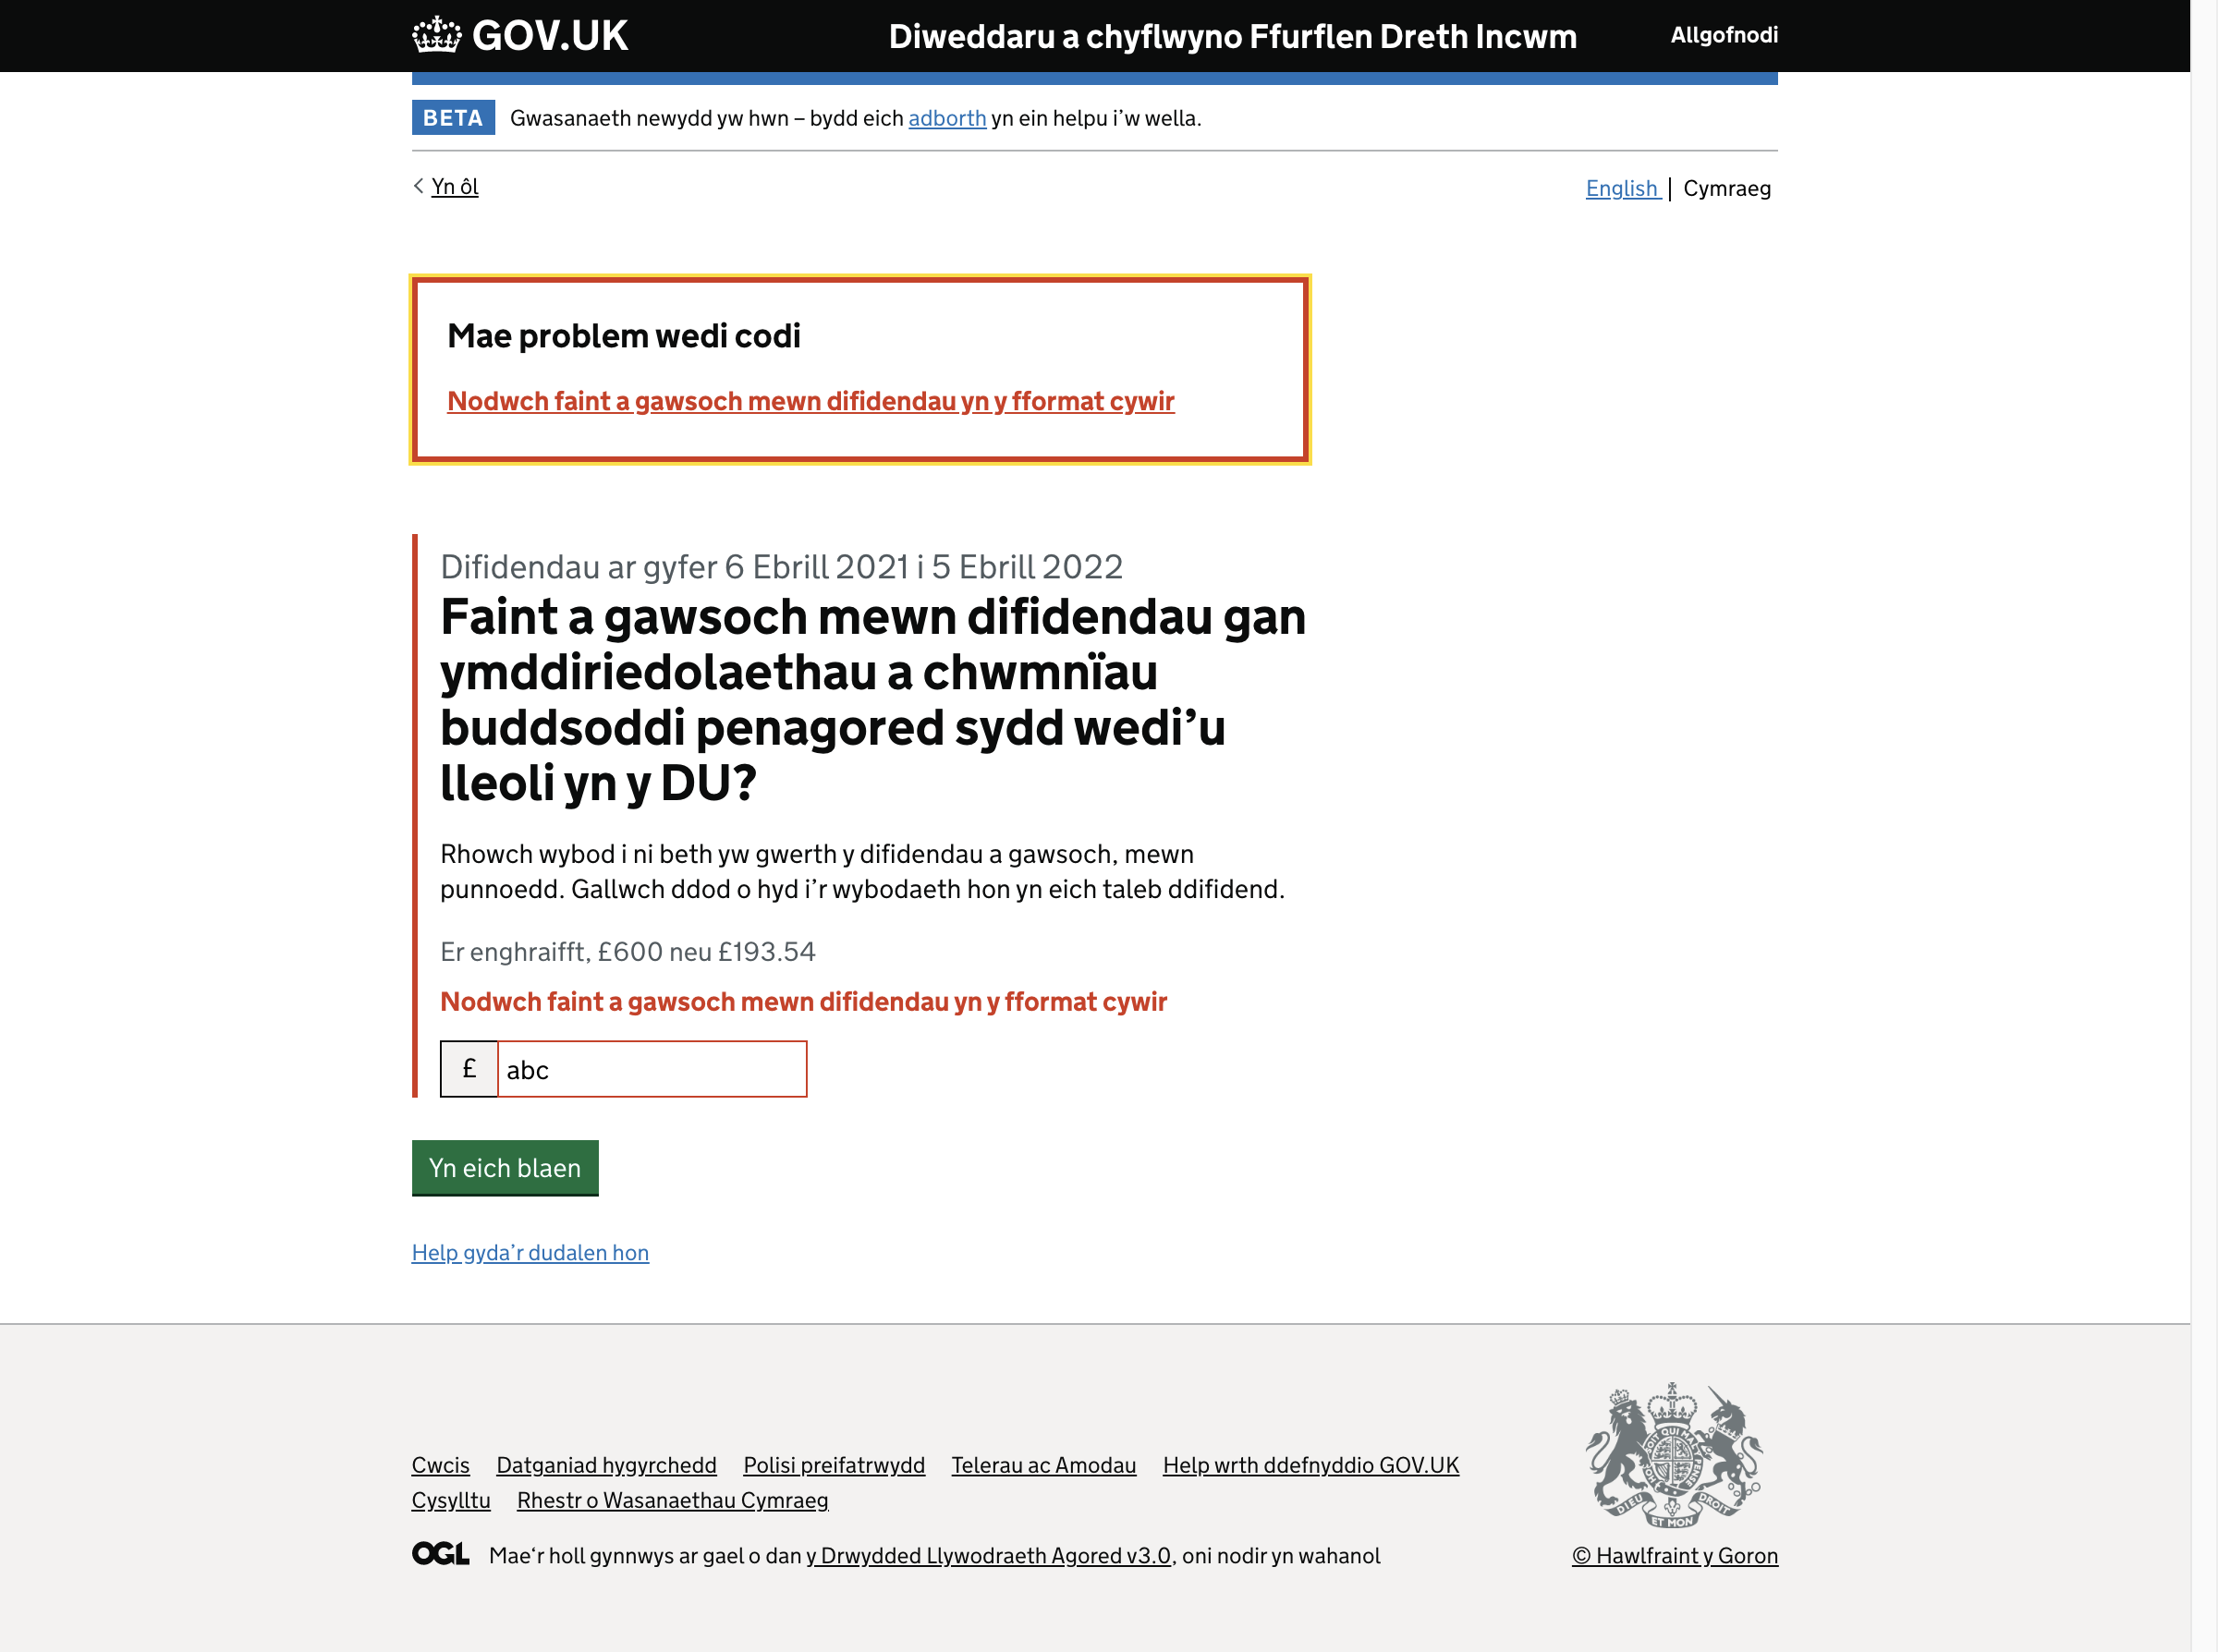 GOV.UK
Diweddaru a chyflwyno Ffurflen Dreth Incwm
Allgofnodi
BETA Gwasanaeth newydd yw hwn – bydd eich adborth yn ein helpu i’w wella.
Yn ôl
English | Cymraeg
Mae problem wedi codi
Nodwch faint a gawsoch mewn difidendau yn y fformat cywir
Difidendau ar gyfer 6 Ebrill 2021 i 5 Ebrill 2022
Faint a gawsoch mewn difidendau gan
ymddiriedolaethau a chwmnïau
buddsoddi penagored sydd wedi’u
lleoli yn y DU?
Rhowch wybod i ni beth yw gwerth y difidendau a gawsoch, mewn
punnoedd. Gallwch ddod o hyd i’r wybodaeth hon yn eich taleb ddifidend.
Er enghraifft, £600 neu £193.54
Nodwch faint a gawsoch mewn difidendau yn y fformat cywir
£ abc
Yn eich blaen
Help gyda’r dudalen hon
Cwcis Datganiad hygyrchedd Polisi preifatrwydd Telerau ac Amodau Help wrth ddefnyddio GOV.UK
Cysylltu Rhestr o Wasanaethau Cymraeg
OGL Mae‘r holl gynnwys ar gael o dan y Drwydded Llywodraeth Agored v3.0, oni nodir yn wahanol
DIEU ET MON DROIT
© Hawlfraint y Goron